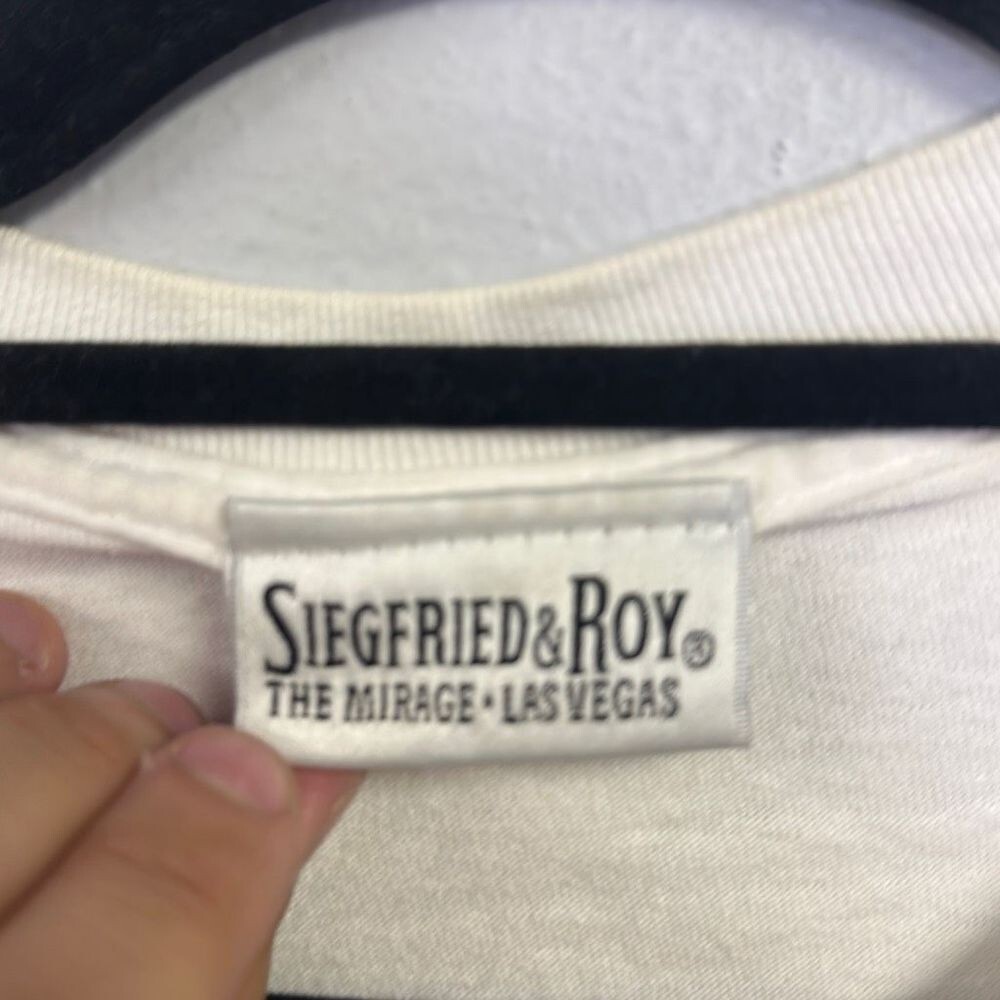 SIEGFRIED & ROY®
THE MIRAGE • LAS VEGAS